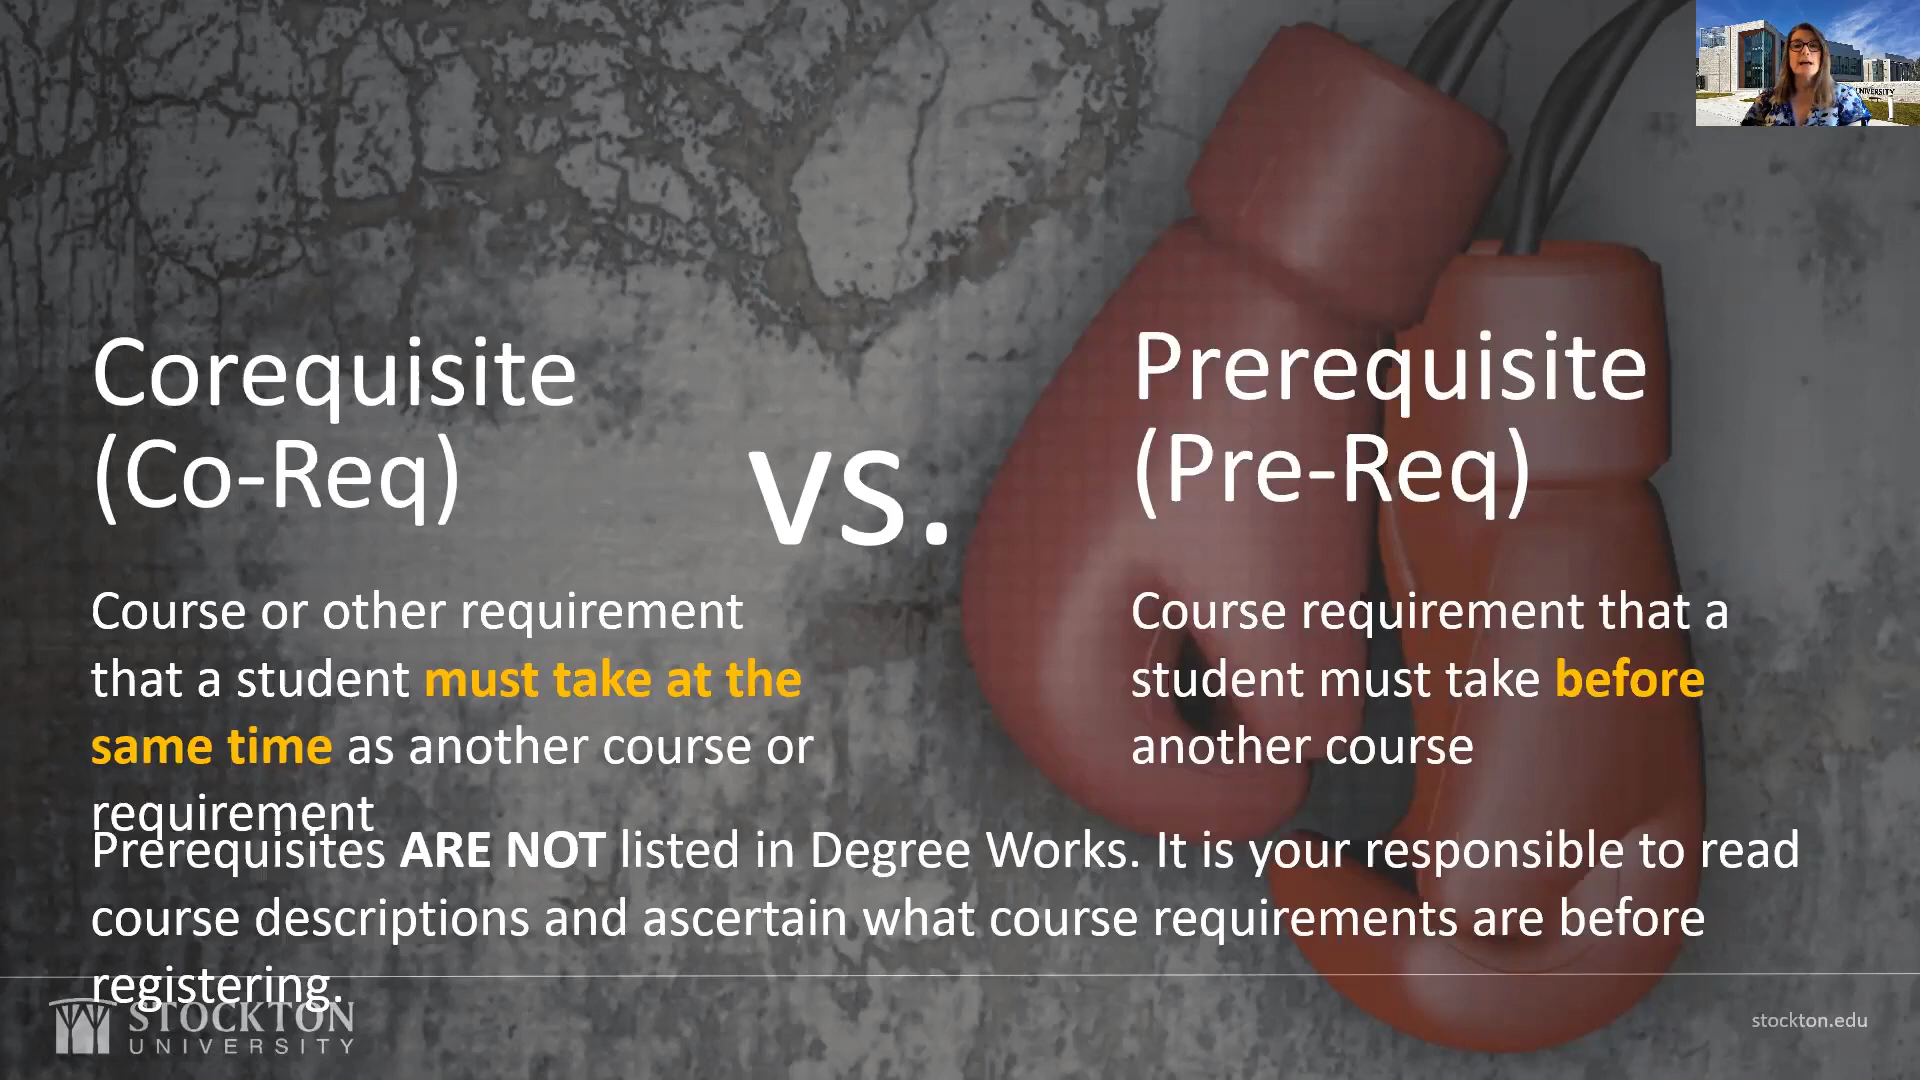 Corequisite
(Co-Req)
vs.
Prerequisite
(Pre-Req)
Course or other requirement
that a student must take at the
same time as another course or
requirement
Course requirement that a
student must take before
another course
Prerequisites ARE NOT listed in Degree Works. It is your responsible to read
course descriptions and ascertain what course requirements are before
registering.
STOCKTON
UNIVERSITY
stockton.edu
UNIVERSITY